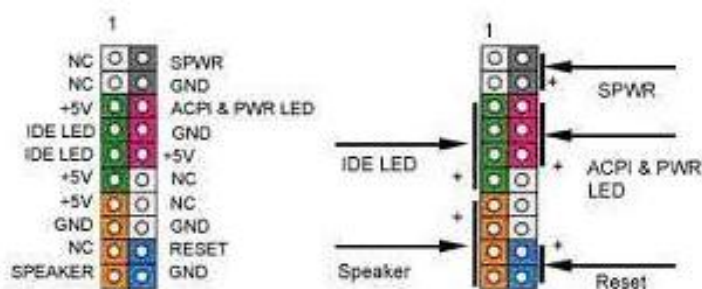 1
NC SPWR
NC GND
+5V ACPI & PWR LED
IDE LED GND
IDE LED +5V
+5V NC
+5V NC
GND GND
NC RESET
SPEAKER GND
1
+
SPWR
IDE LED
+
+
ACPI & PWR
LED
+
Speaker
+
Reset